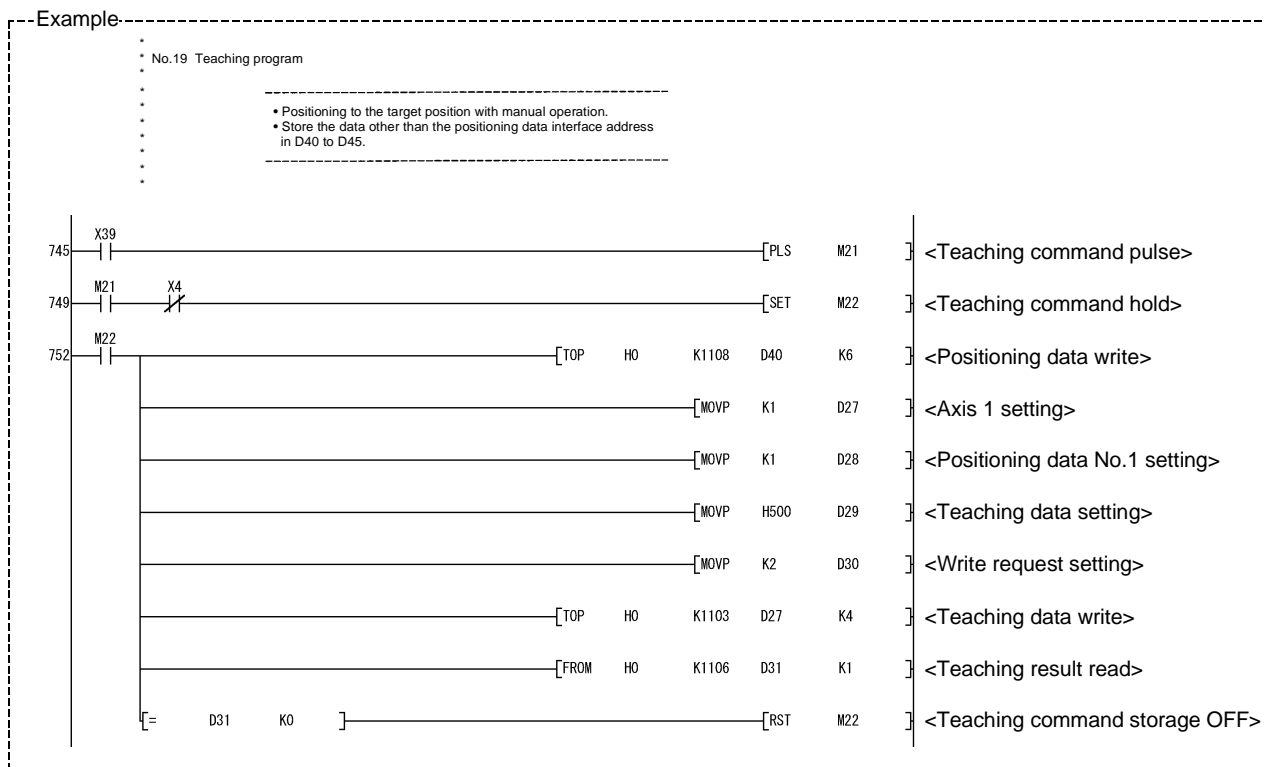 Example
*
* No.19 Teaching program
*
*
*
*
*
*
*
*
• Positioning to the target position with manual operation.
• Store the data other than the positioning data interface address
in D40 to D45.
X39
745 [PLS M21 ] <Teaching command pulse>
M21 X4
749 [SET M22 ] <Teaching command hold>
M22
752 [TOP H0 K1108 D40 K6 ] <Positioning data write>
[MOVP K1 D27 ] <Axis 1 setting>
[MOVP K1 D28 ] <Positioning data No.1 setting>
[MOVP H500 D29 ] <Teaching data setting>
[MOVP K2 D30 ] <Write request setting>
[TOP H0 K1103 D27 K4 ] <Teaching data write>
[FROM H0 K1106 D31 K1 ] <Teaching result read>
[= D31 K0 ] [RST M22 ] <Teaching command storage OFF>